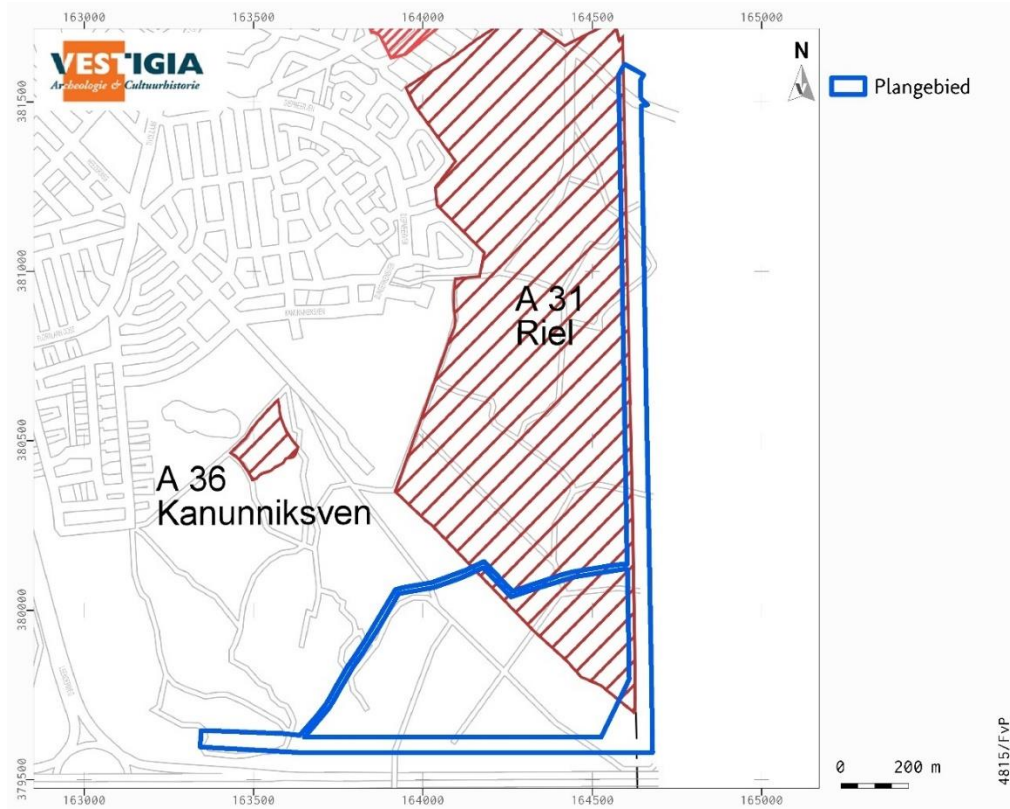 163000
163500
164000
164500
165000
VESTIGIA
Archeologie & Cultuurhistorie
N
Plangebied
381500
381000
380500
380000
379500
A 31
Riel
A 36
Kanunniksven
0 200 m
4815/FvP
163000
163500
164000
164500
165000